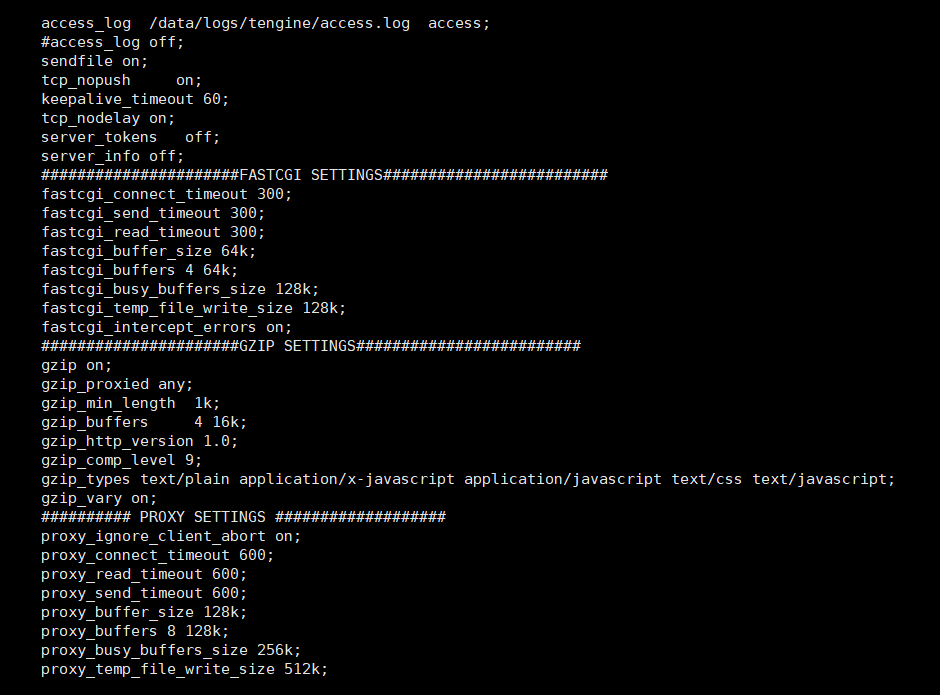 access_log  /data/logs/tengine/access.log  access;
#access_log off;
sendfile on;
tcp_nopush     on;
keepalive_timeout 60;
tcp_nodelay on;
server_tokens   off;
server_info off;
######################FASTCGI SETTINGS#########################
fastcgi_connect_timeout 300;
fastcgi_send_timeout 300;
fastcgi_read_timeout 300;
fastcgi_buffer_size 64k;
fastcgi_buffers 4 64k;
fastcgi_busy_buffers_size 128k;
fastcgi_temp_file_write_size 128k;
fastcgi_intercept_errors on;
######################GZIP SETTINGS#########################
gzip on;
gzip_proxied any;
gzip_min_length  1k;
gzip_buffers     4 16k;
gzip_http_version 1.0;
gzip_comp_level 9;
gzip_types text/plain application/x-javascript application/javascript text/css text/javascript;
gzip_vary on;
########## PROXY SETTINGS ###################
proxy_ignore_client_abort on;
proxy_connect_timeout 600;
proxy_read_timeout 600;
proxy_send_timeout 600;
proxy_buffer_size 128k;
proxy_buffers 8 128k;
proxy_busy_buffers_size 256k;
proxy_temp_file_write_size 512k;